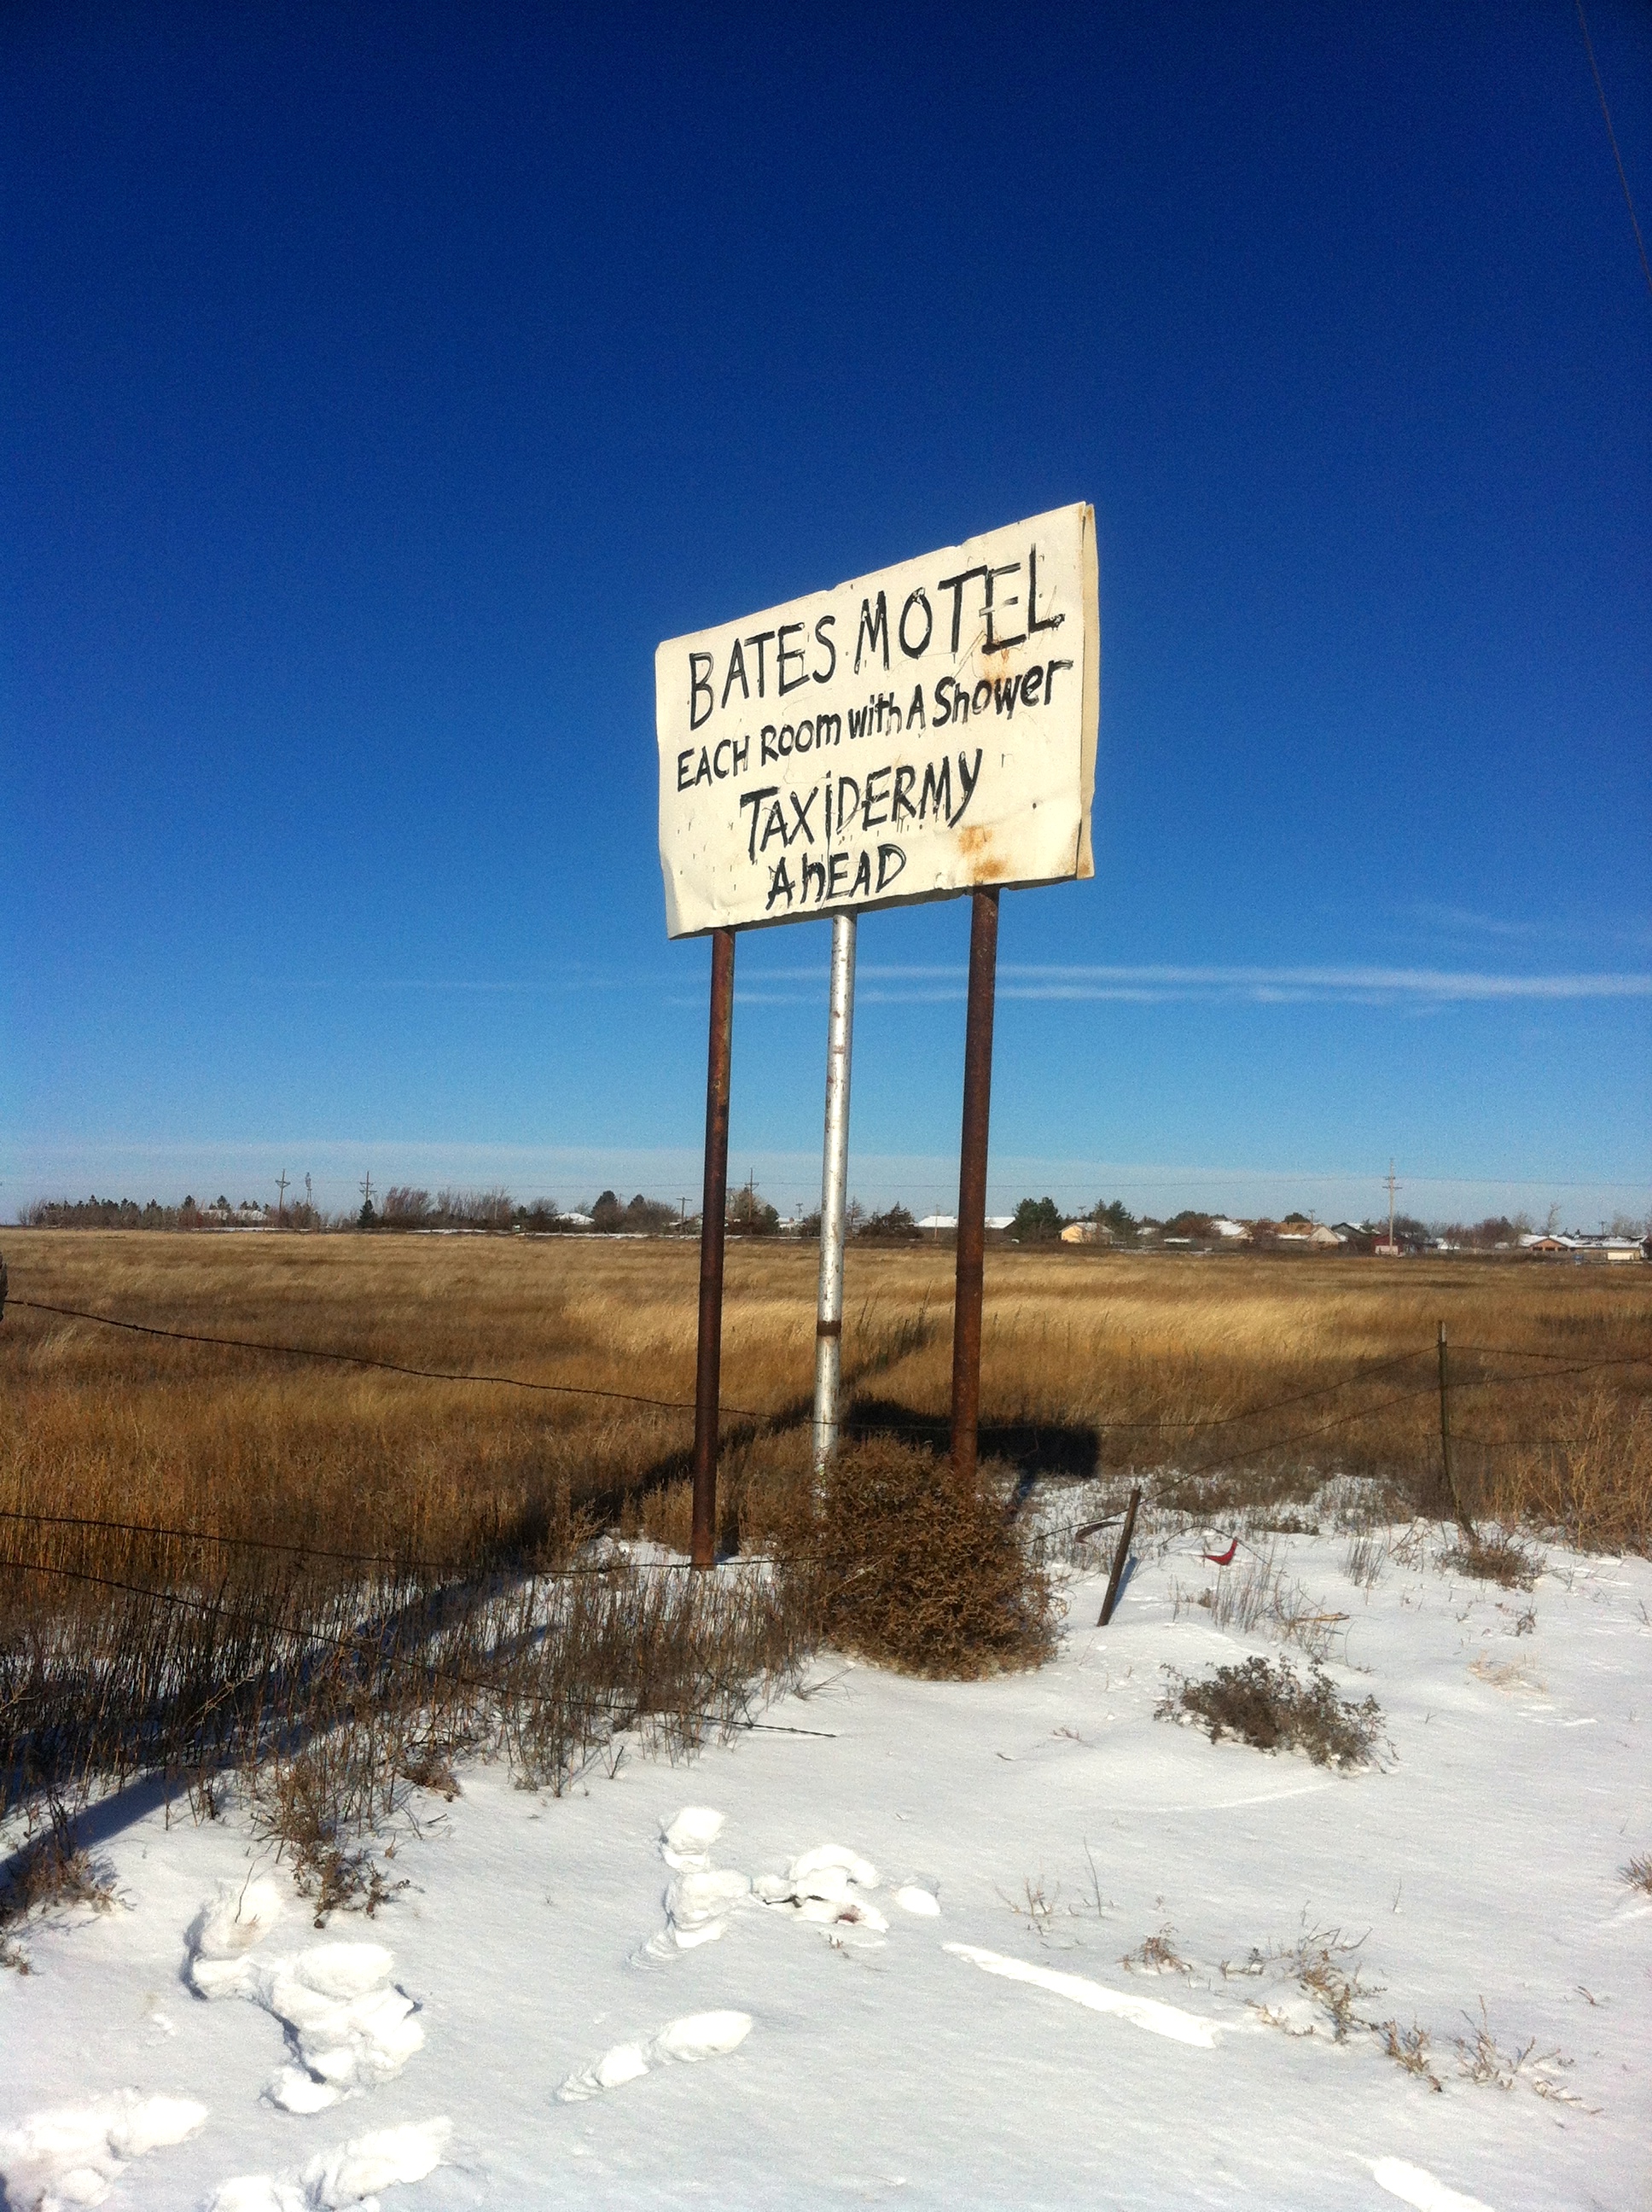 BATES MOTEL
EACH Room with A Shower
TAXiDERMy
AhEAD